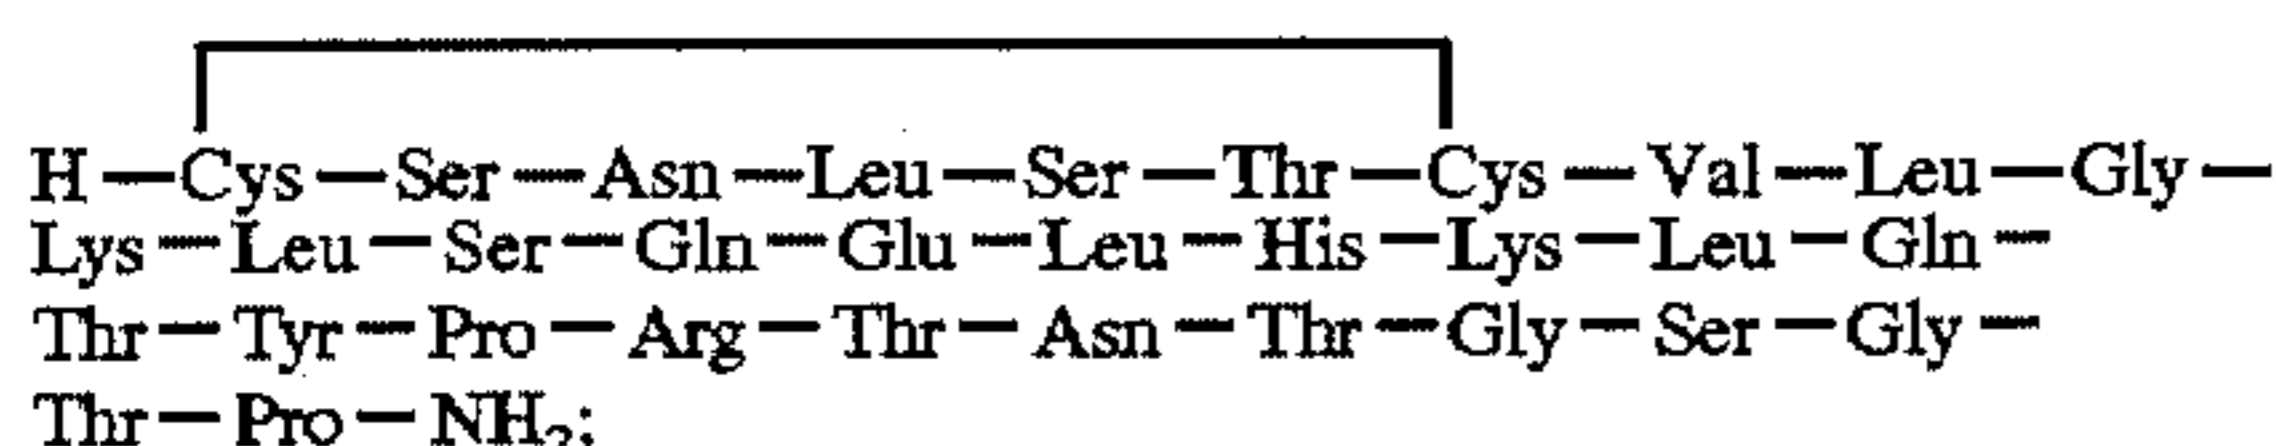 H—Cys—Ser—Asn—Leu—Ser—Thr—Cys—Val—Leu—Gly—
Lys—Leu—Ser—Gln—Glu—Leu—His—Lys—Leu—Gln—
Thr—Tyr—Pro—Arg—Thr—Asn—Thr—Gly—Ser—Gly—
Thr—Pro—NH₂;